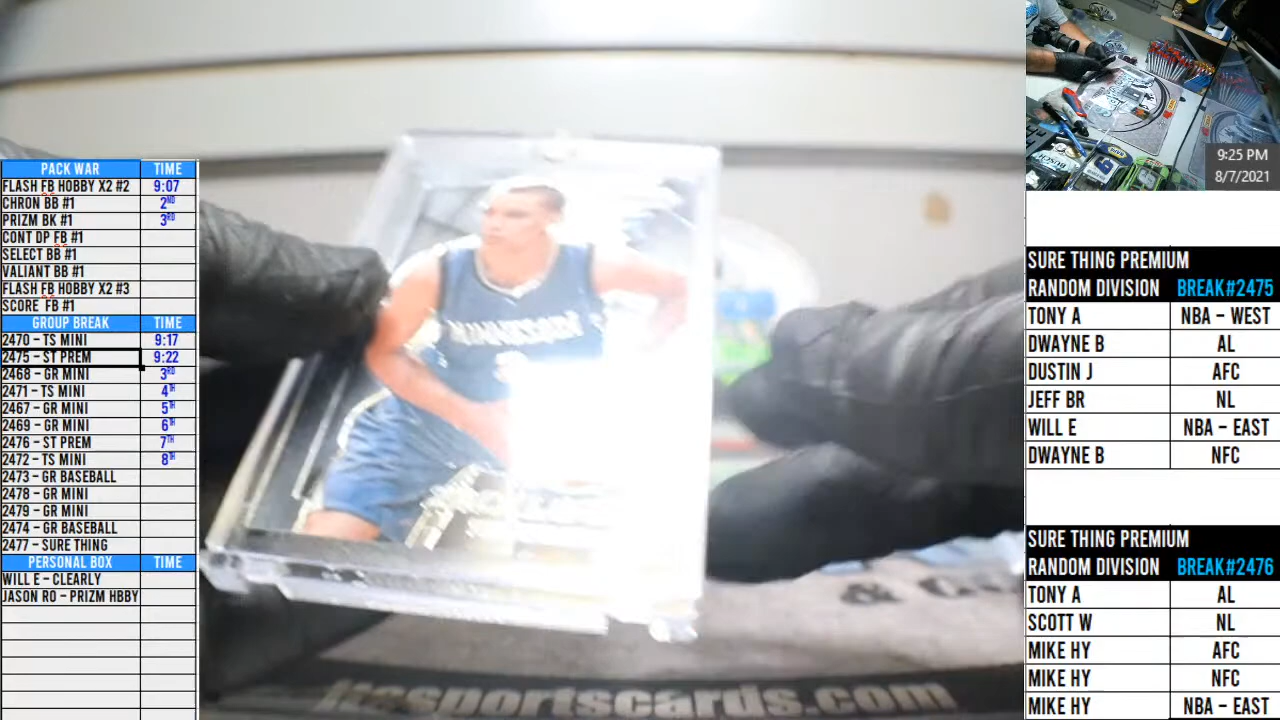 PACK WAR TIME
FLASH FB HOBBY X2 #2 9:07
CHRON BB #1 2ND
PRIZM BK #1 3RD
CONT DP FB #1
SELECT BB #1
VALIANT BB #1
FLASH FB HOBBY X2 #3
SCORE FB #1
GROUP BREAK TIME
2470 – TS MINI 9:17
2475 – ST PREM 9:22
2468 – GR MINI 3RD
2471 – TS MINI 4TH
2467 – GR MINI 5TH
2469 – GR MINI 6TH
2476 – ST PREM 7TH
2472 – TS MINI 8TH
2473 – GR BASEBALL
2478 – GR MINI
2479 – GR MINI
2474 – GR BASEBALL
2477 – SURE THING
PERSONAL BOX TIME
WILL E – CLEARLY
JASON RO – PRIZM HBBY
sportscards.com
9:25 PM
8/7/2021
SURE THING PREMIUM
RANDOM DIVISION BREAK#2475
TONY A NBA – WEST
DWAYNE B AL
DUSTIN J AFC
JEFF BR NL
WILL E NBA – EAST
DWAYNE B NFC
SURE THING PREMIUM
RANDOM DIVISION BREAK#2476
TONY A AL
SCOTT W NL
MIKE HY AFC
MIKE HY NFC
MIKE HY NBA – EAST